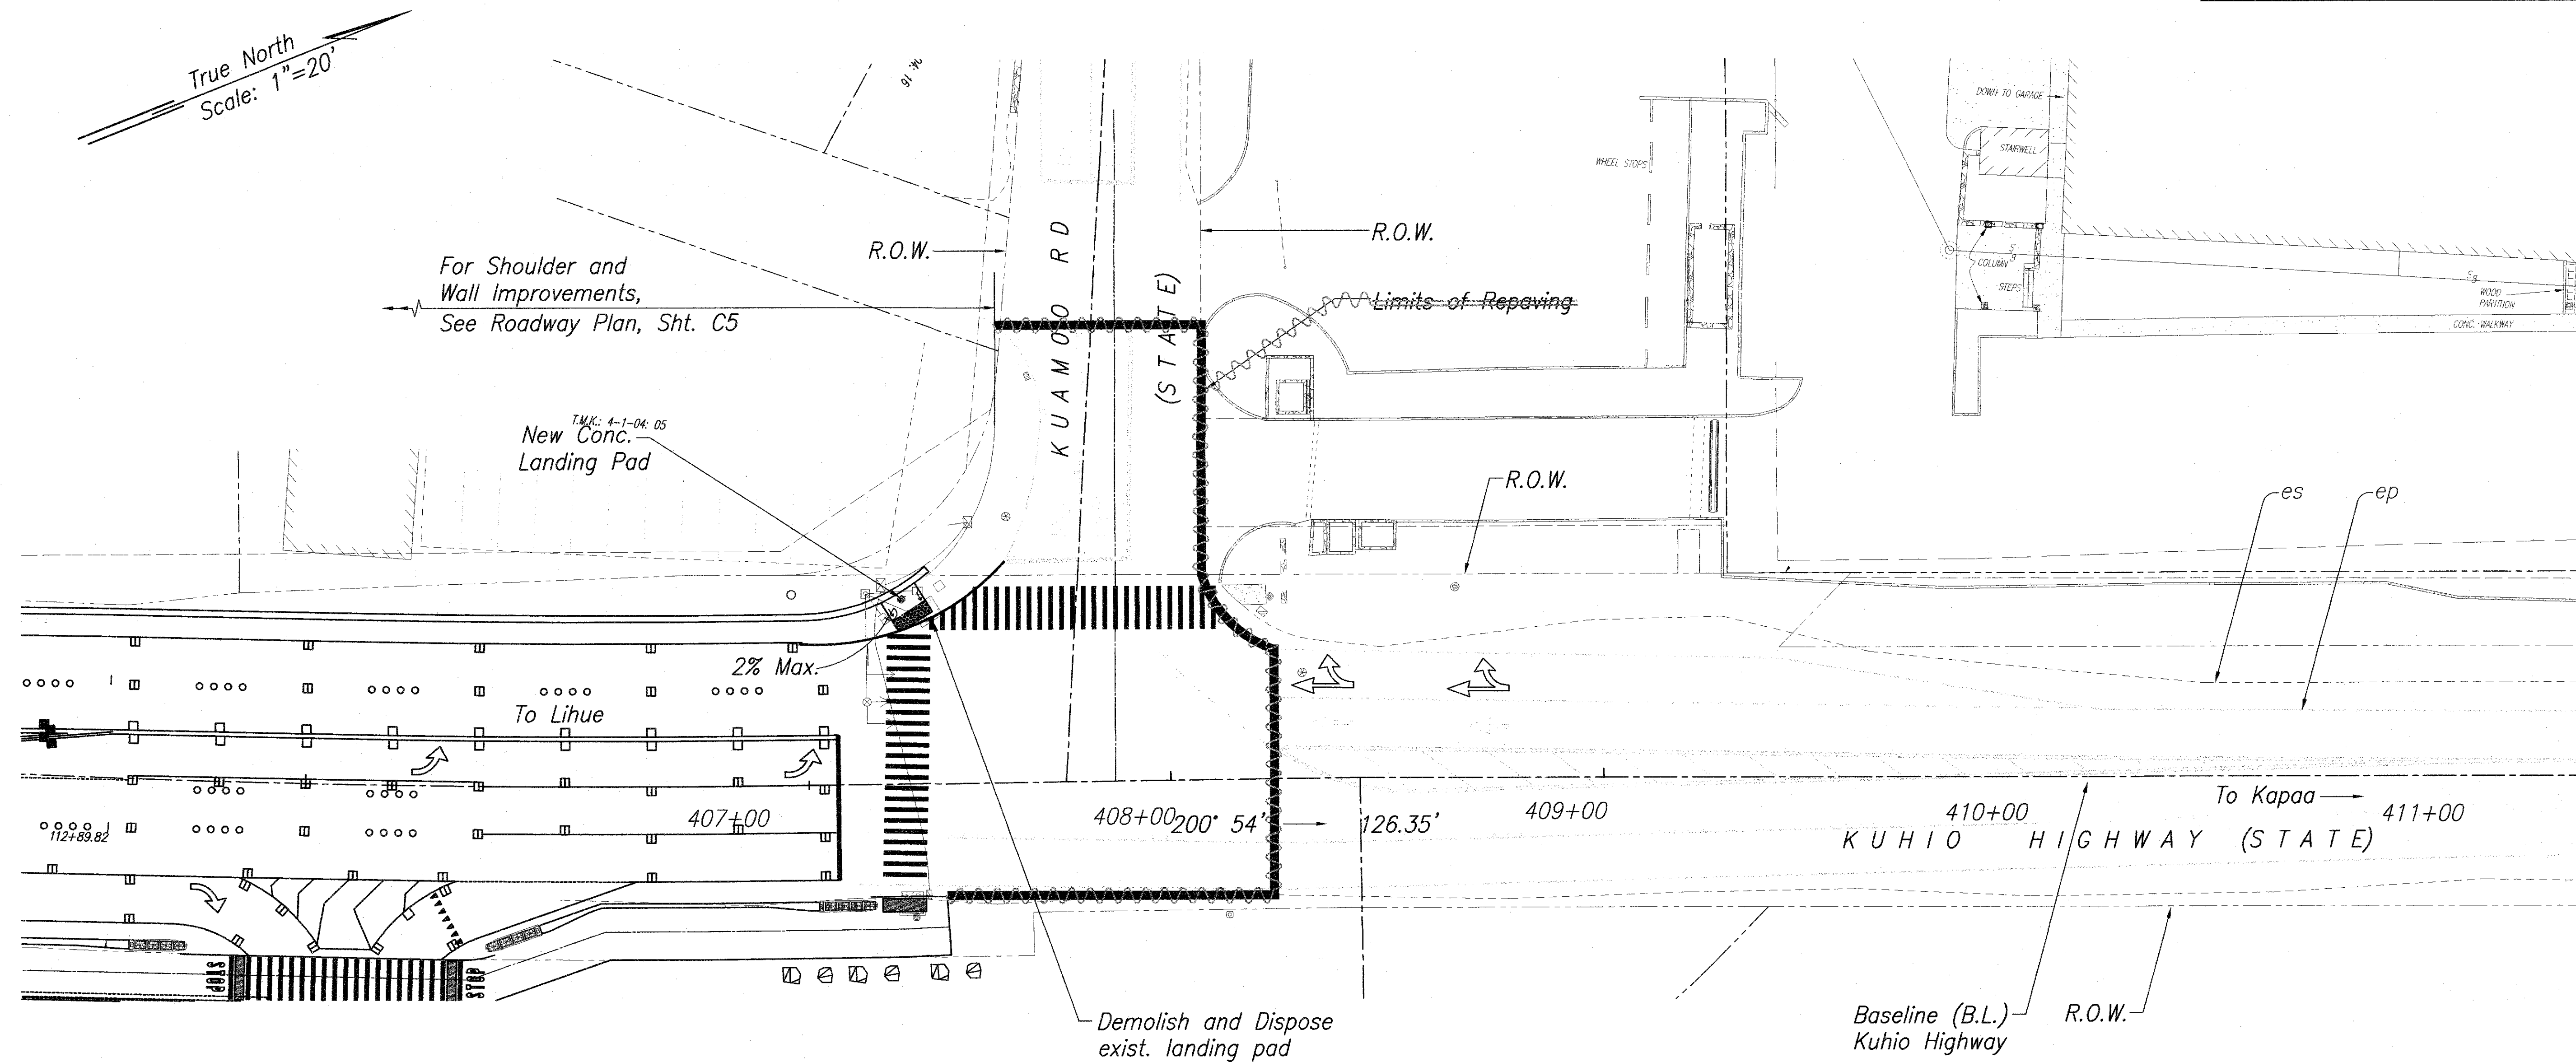 True North
Scale: 1"=20'
04: 16
DOWN TO GARAGE
STAIRWELL
WHEEL STOPS
R.O.W.
R.O.W.
For Shoulder and
Wall Improvements,
See Roadway Plan, Sht. C5
KUAMOO RD
(STATE)
Limits of Repaving
COLUMN
STEPS
WOOD
PARTITION
CONC. WALKWAY
T.M.K.: 4-1-04: 05
New Conc.
Landing Pad
R.O.W.
es
ep
2% Max.
To Lihue
112+89.82
407+00
408+00
200° 54'
126.35'
409+00
410+00
To Kapaa
411+00
KUHIO HIGHWAY (STATE)
STOP
STOP
Demolish and Dispose
exist. landing pad
Baseline (B.L.)
Kuhio Highway
R.O.W.